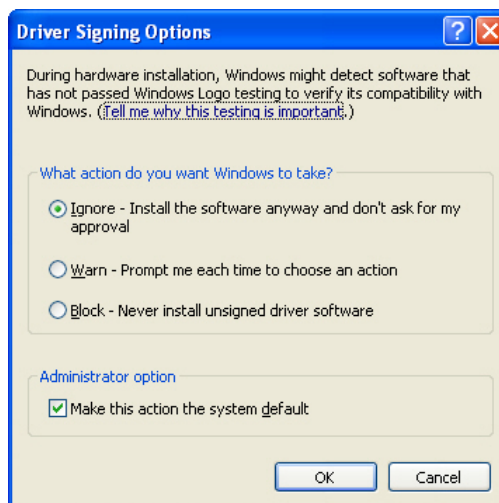 Driver Signing Options
During hardware installation, Windows might detect software that
has not passed Windows Logo testing to verify its compatibility with
Windows. (Tell me why this testing is important.)
What action do you want Windows to take?
Ignore - Install the software anyway and don't ask for my
approval
Warn - Prompt me each time to choose an action
Block - Never install unsigned driver software
Administrator option
Make this action the system default
OK Cancel